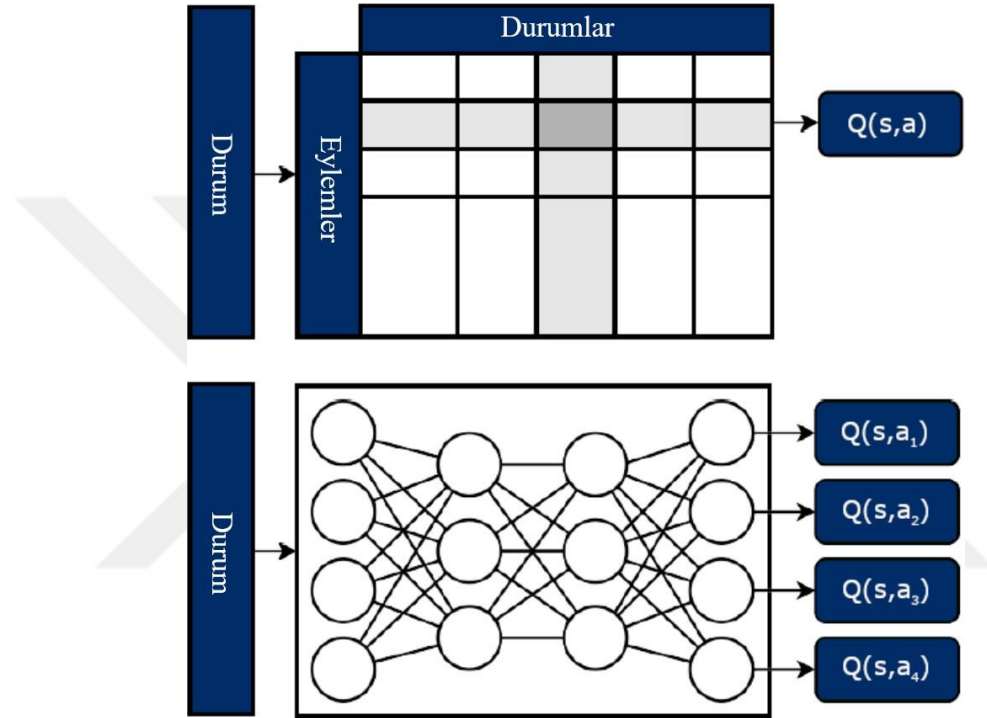 Durumlar
Durum
Eylemler
Q(s,a)
Durum
Q(s,a₁)
Q(s,a₂)
Q(s,a₃)
Q(s,a₄)